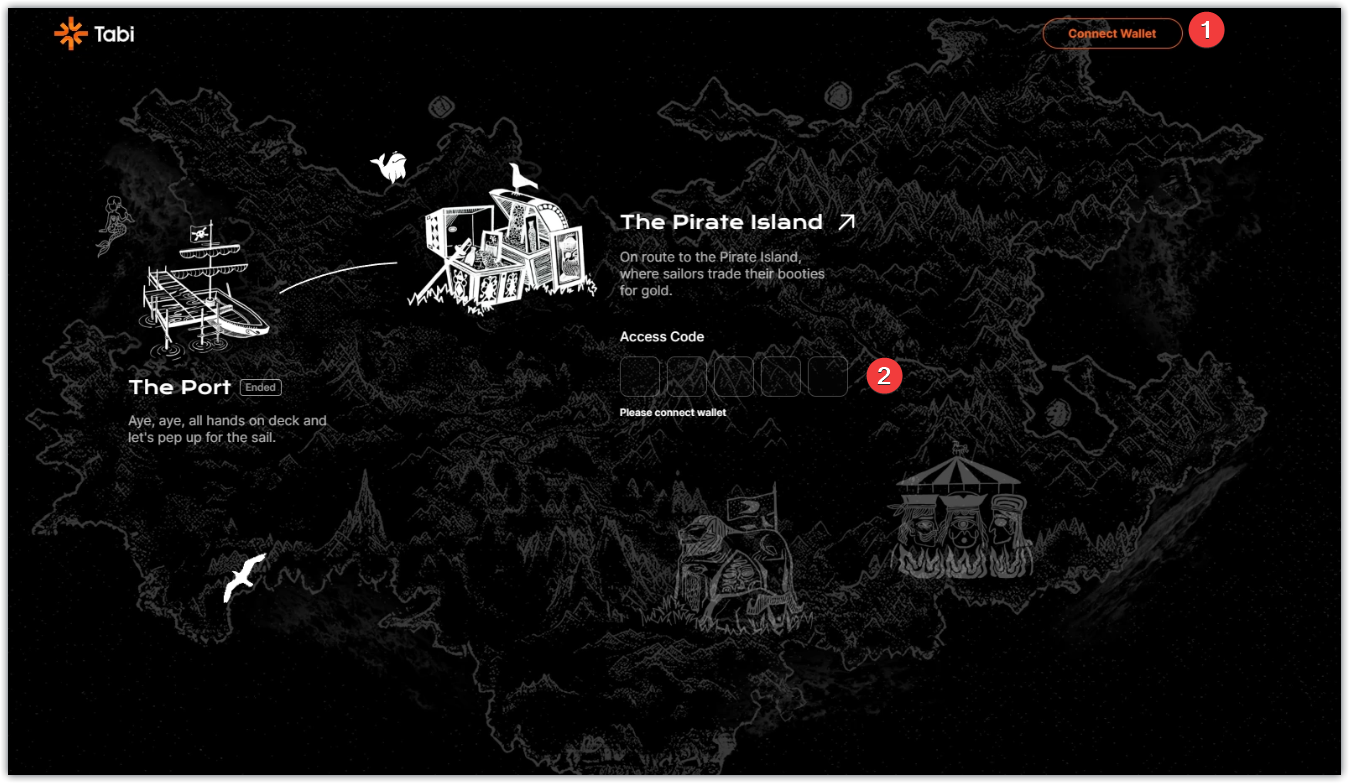 Tabi
Connect Wallet
1
The Pirate Island
On route to the Pirate Island,
where sailors trade their booties
for gold.
Access Code
2
Please connect wallet
The Port
Ended
Aye, aye, all hands on deck and
let's pep up for the sail.